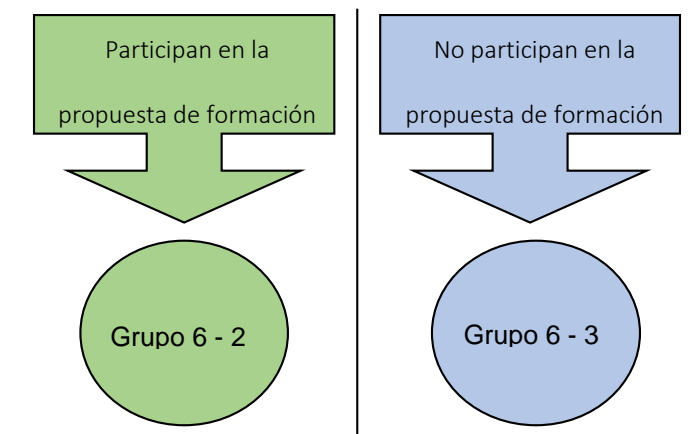 Participan en la
propuesta de formación
Grupo 6 - 2
No participan en la
propuesta de formación
Grupo 6 - 3